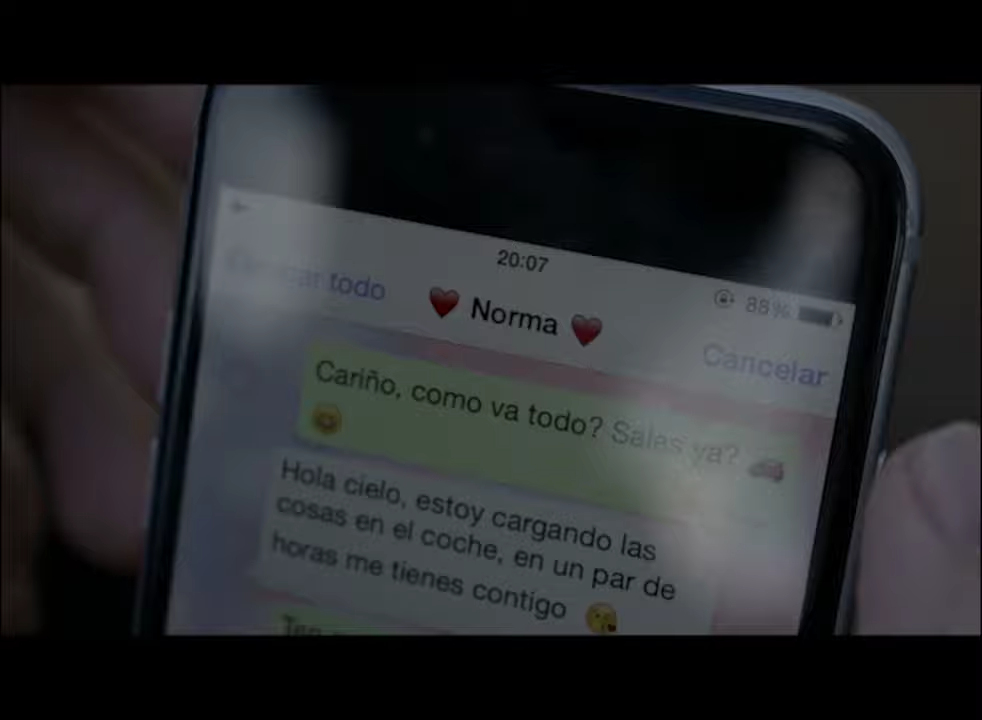 20:07
88%
todo
❤️ Norma ❤️
Cancelar
Cariño, como va todo? Sales ya? 🚗
😊
Hola cielo, estoy cargando las
cosas en el coche, en un par de
horas me tienes contigo 😘